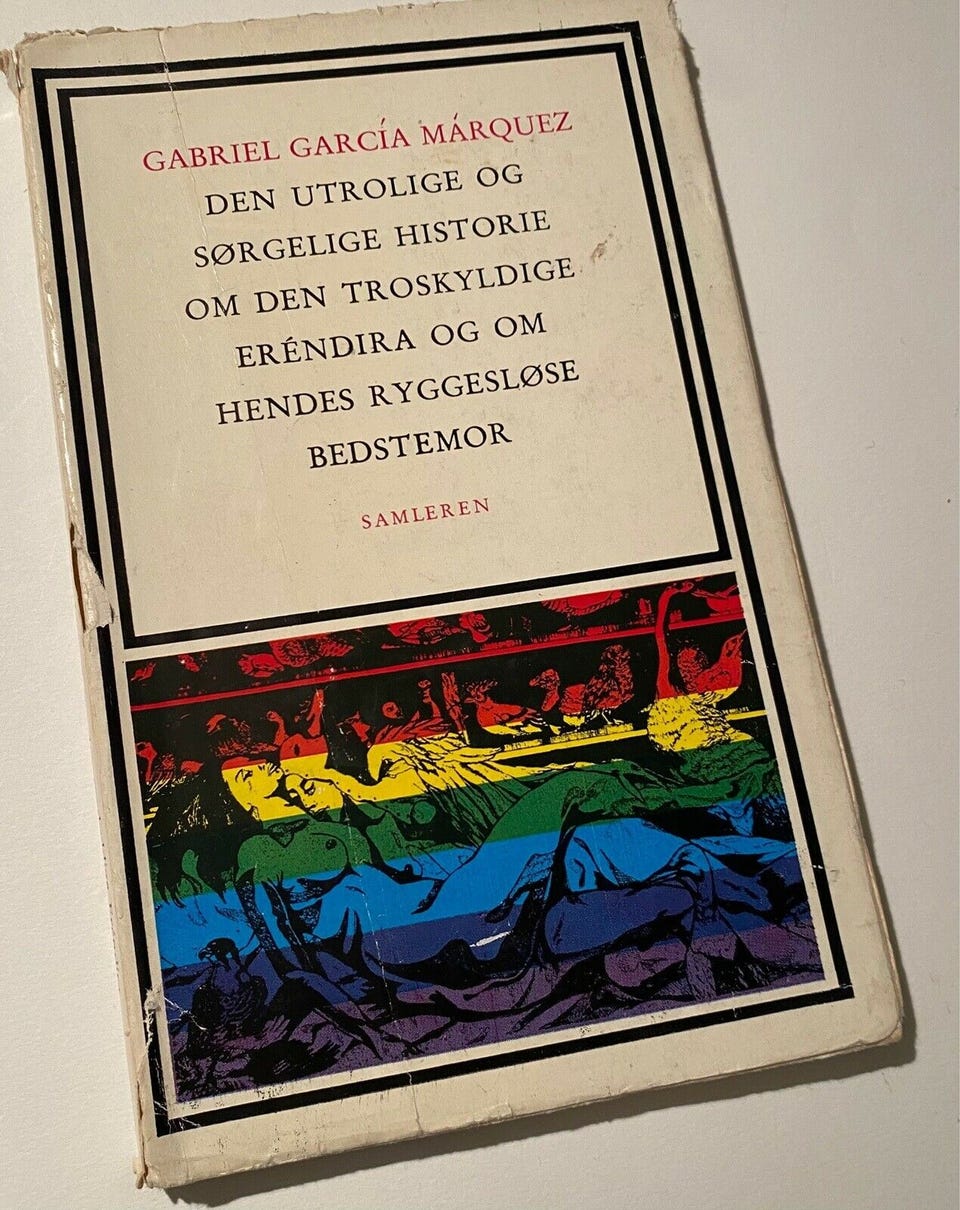 GABRIEL GARCÍA MÁRQUEZ
DEN UTROLIGE OG
SØRGELIGE HISTORIE
OM DEN TROSKYLDIGE
ERÉNDIRA OG OM
HENDES RYGGESLØSE
BEDSTEMOR
SAMLEREN